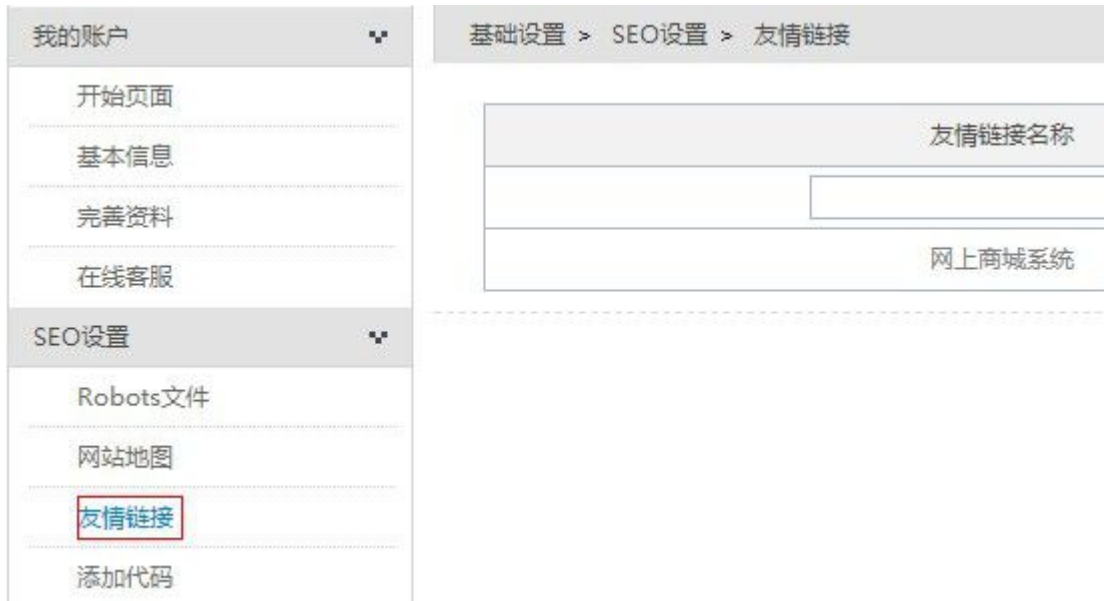 我的账户
开始页面
基本信息
完善资料
在线客服
SEO设置
Robots文件
网站地图
友情链接
添加代码
基础设置 > SEO设置 > 友情链接
友情链接名称
网上商城系统